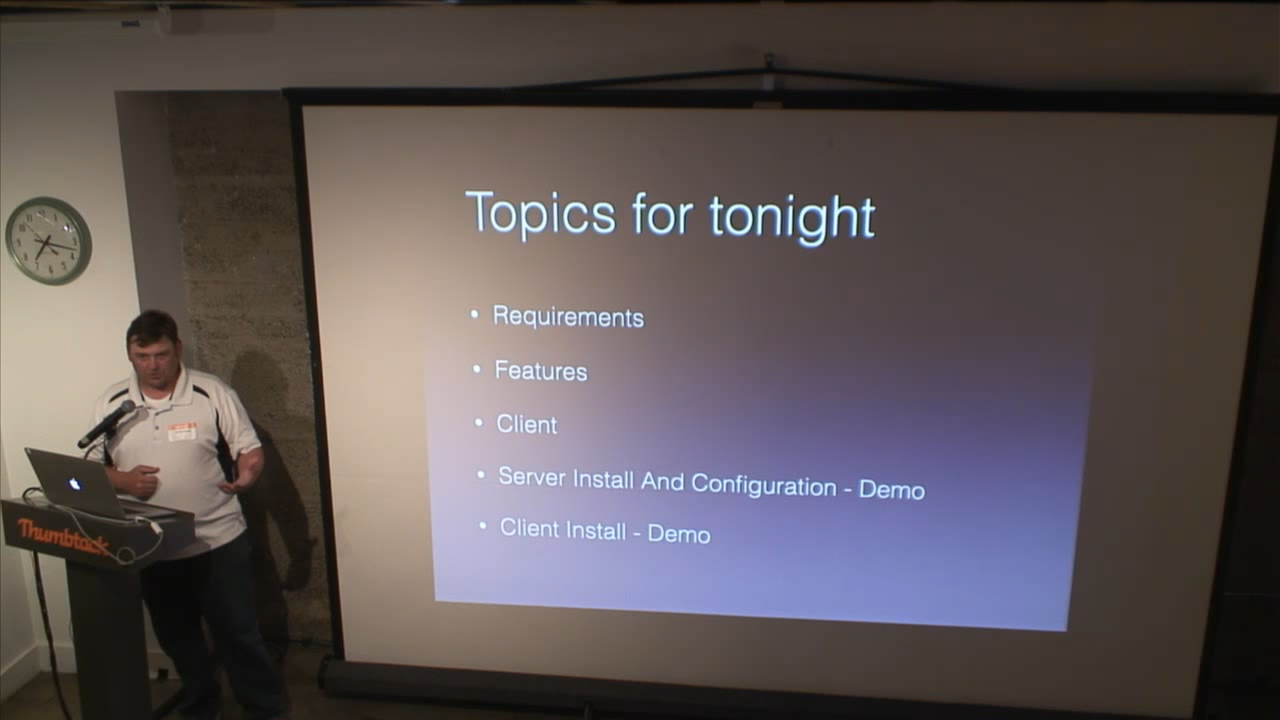 Topics for tonight
• Requirements
• Features
• Client
• Server Install And Configuration - Demo
• Client Install - Demo
Thumbtack